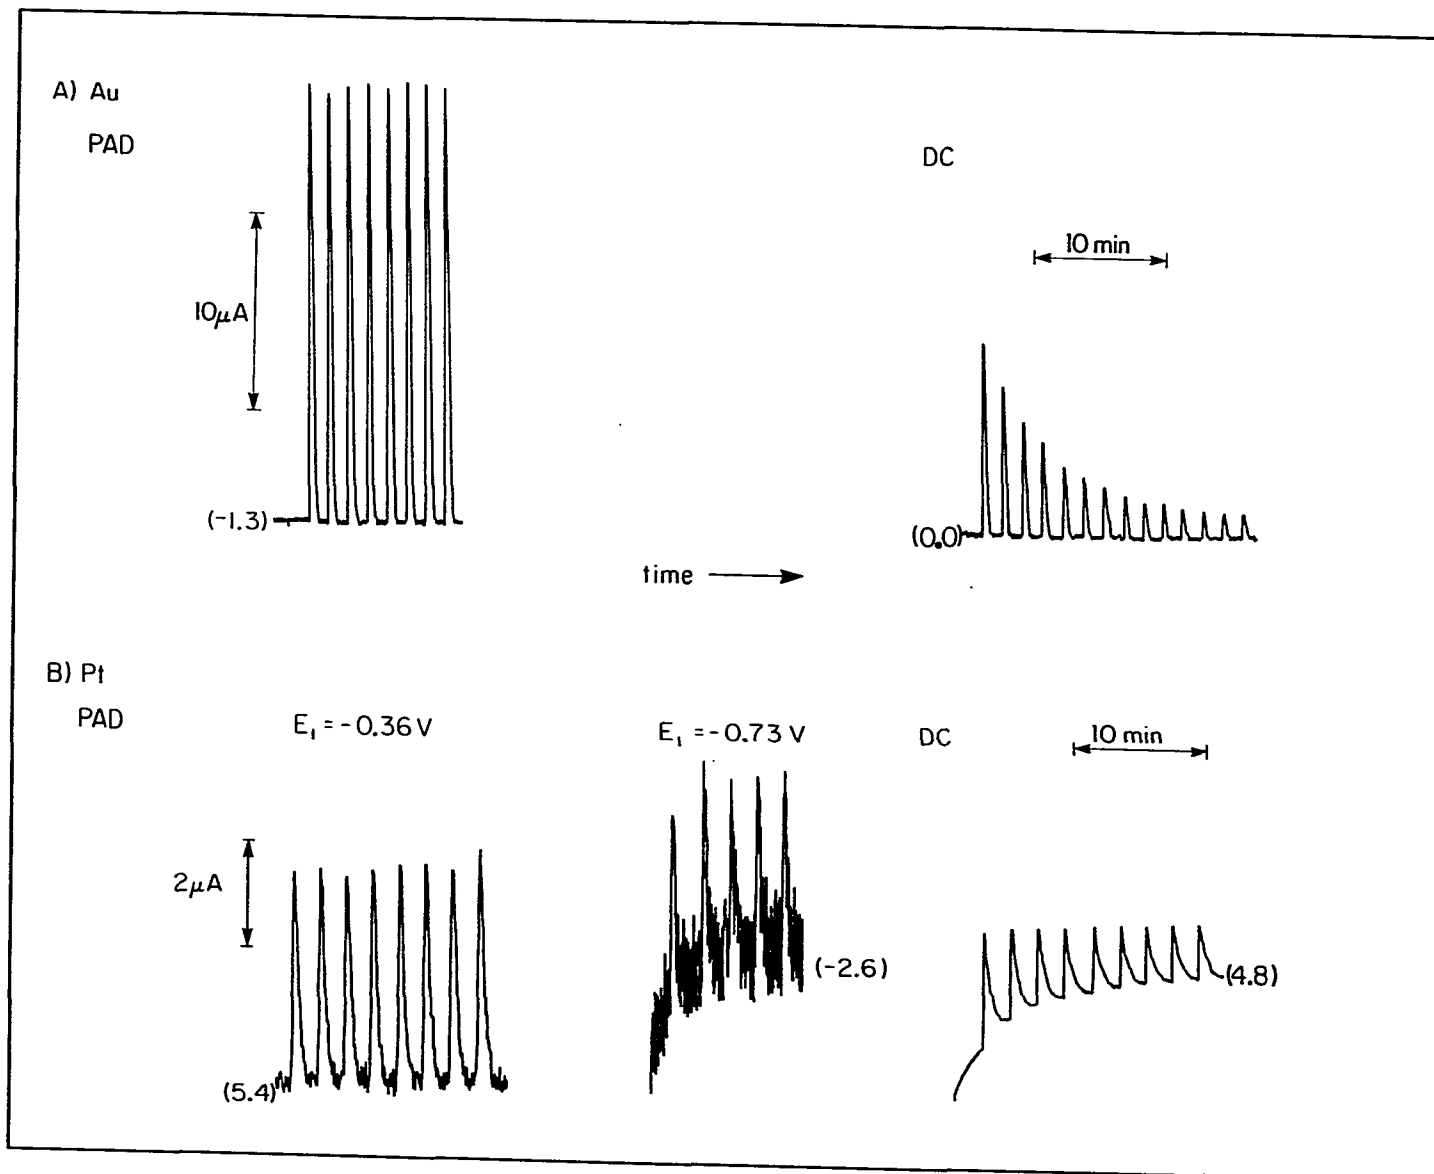 A) Au
PAD
DC
10 min
10μA
(-1.3)
(0.0)
time
B) Pt
PAD
E₁ = -0.36 V
E₁ = -0.73 V
DC
10 min
2μA
(-2.6)
(4.8)
(5.4)